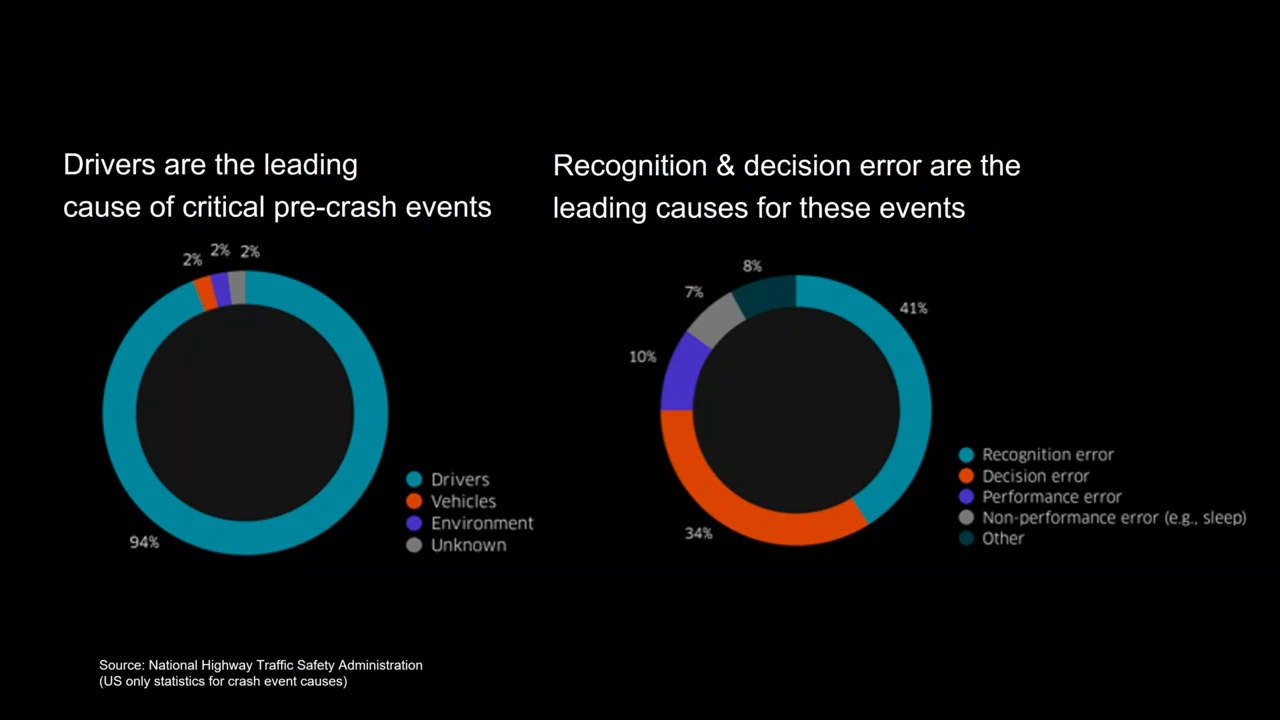 Drivers are the leading
cause of critical pre-crash events
2%
2%
2%
94%
Drivers
Vehicles
Environment
Unknown
Recognition & decision error are the
leading causes for these events
8%
7%
41%
10%
34%
Recognition error
Decision error
Performance error
Non-performance error (e.g., sleep)
Other
Source: National Highway Traffic Safety Administration
(US only statistics for crash event causes)